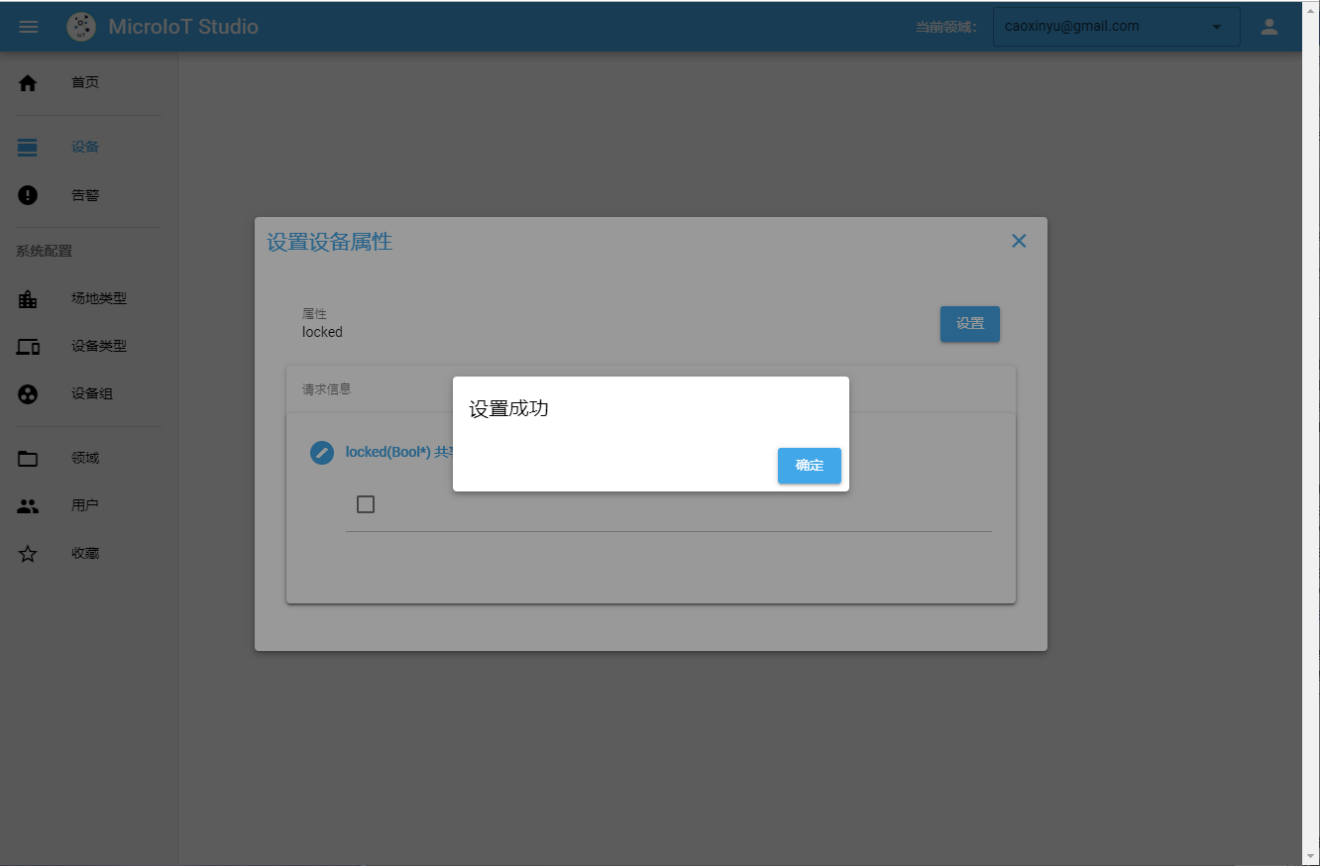 MicroIoT Studio
当前领域：
caoxinyu@gmail.com
首页
设备
告警
系统配置
场地类型
设备类型
设备组
领域
用户
收藏
设置设备属性
属性
locked
设置
请求信息
locked(Bool*)
设置成功
确定